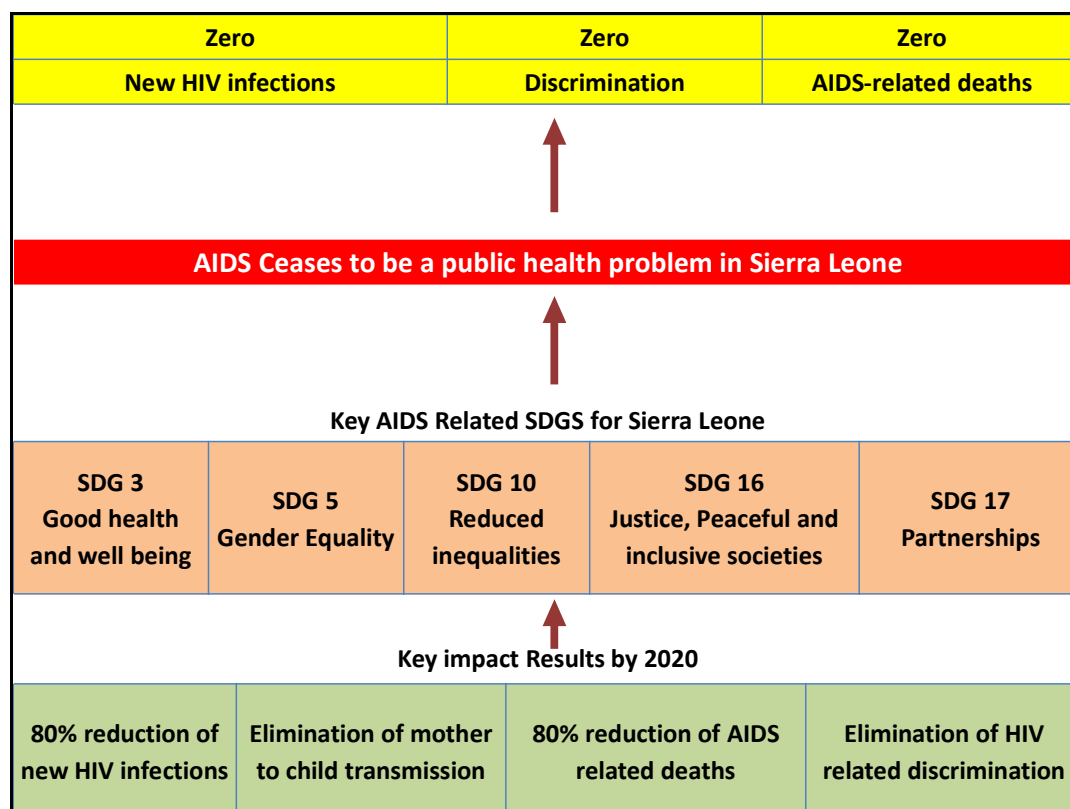 Zero
New HIV infections
Zero
Discrimination
Zero
AIDS-related deaths
AIDS Ceases to be a public health problem in Sierra Leone
Key AIDS Related SDGS for Sierra Leone
SDG 3
Good health
and well being
SDG 5
Gender Equality
SDG 10
Reduced
inequalities
SDG 16
Justice, Peaceful and
inclusive societies
SDG 17
Partnerships
Key impact Results by 2020
80% reduction of
new HIV infections
Elimination of mother
to child transmission
80% reduction of AIDS
related deaths
Elimination of HIV
related discrimination